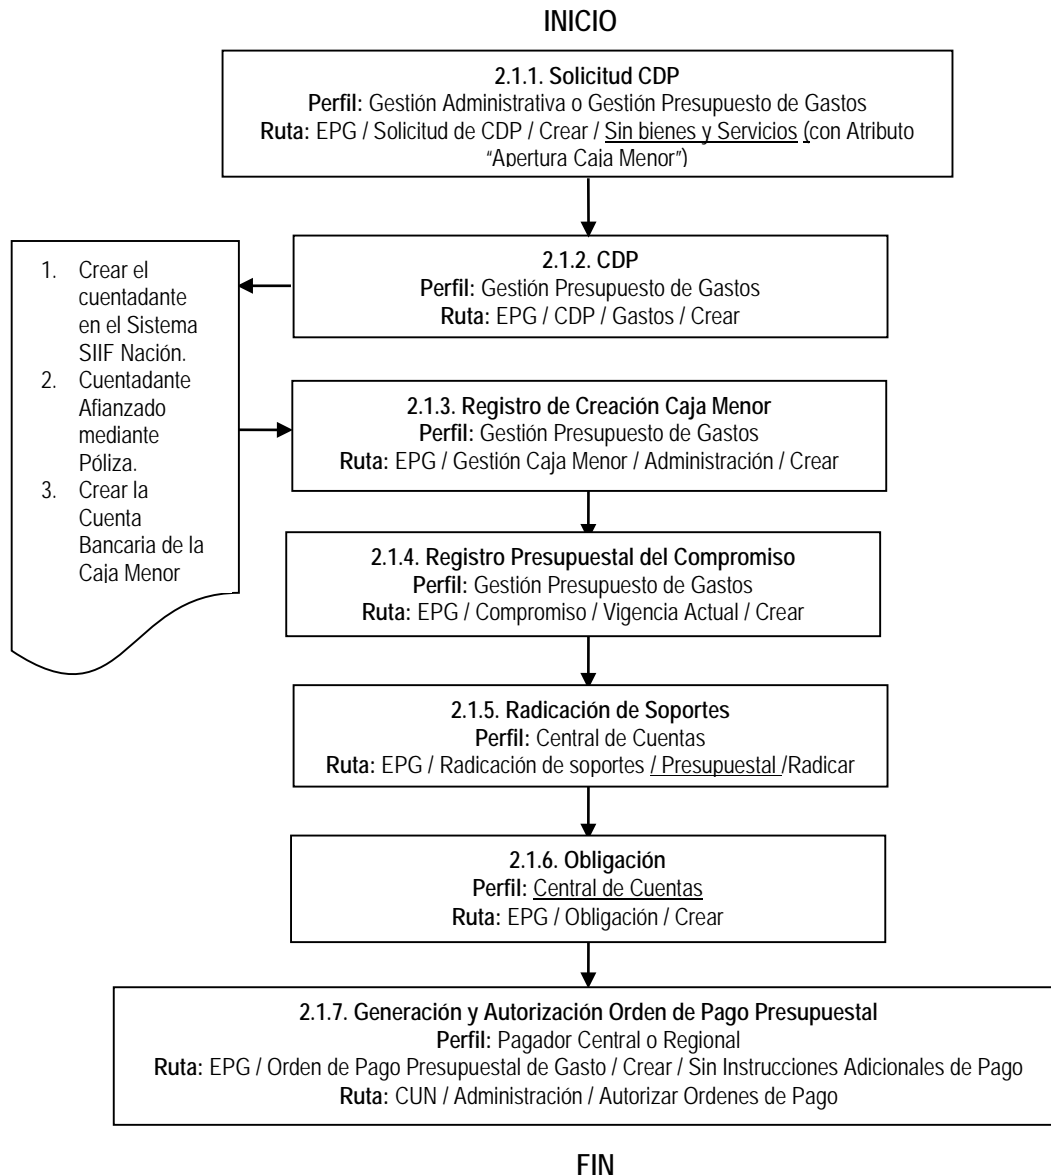 INICIO
2.1.1. Solicitud CDP
Perfil: Gestión Administrativa o Gestión Presupuesto de Gastos
Ruta: EPG / Solicitud de CDP / Crear / Sin bienes y Servicios (con Atributo
“Apertura Caja Menor”)
2.1.2. CDP
Perfil: Gestión Presupuesto de Gastos
Ruta: EPG / CDP / Gastos / Crear
1. Crear el
cuentadante
en el Sistema
SIIF Nación.
2. Cuentadante
Afianzado
mediante
Póliza.
3. Crear la
Cuenta
Bancaria de la
Caja Menor
2.1.3. Registro de Creación Caja Menor
Perfil: Gestión Presupuesto de Gastos
Ruta: EPG / Gestión Caja Menor / Administración / Crear
2.1.4. Registro Presupuestal del Compromiso
Perfil: Gestión Presupuesto de Gastos
Ruta: EPG / Compromiso / Vigencia Actual / Crear
2.1.5. Radicación de Soportes
Perfil: Central de Cuentas
Ruta: EPG / Radicación de soportes / Presupuestal /Radicar
2.1.6. Obligación
Perfil: Central de Cuentas
Ruta: EPG / Obligación / Crear
2.1.7. Generación y Autorización Orden de Pago Presupuestal
Perfil: Pagador Central o Regional
Ruta: EPG / Orden de Pago Presupuestal de Gasto / Crear / Sin Instrucciones Adicionales de Pago
Ruta: CUN / Administración / Autorizar Ordenes de Pago
FIN